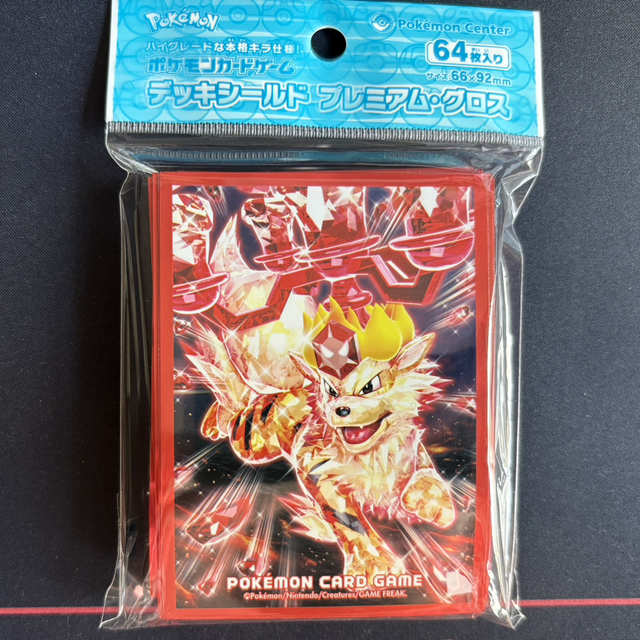 Pokémon
Pokémon Center
ハイグレードな本格キラ仕様!
ポケモンカードゲーム
64枚入り
サイズ:66×92mm
デッキシールド プレミアム・グロス
POKÉMON CARD GAME
©Pokémon/Nintendo/Creatures/GAME FREAK.